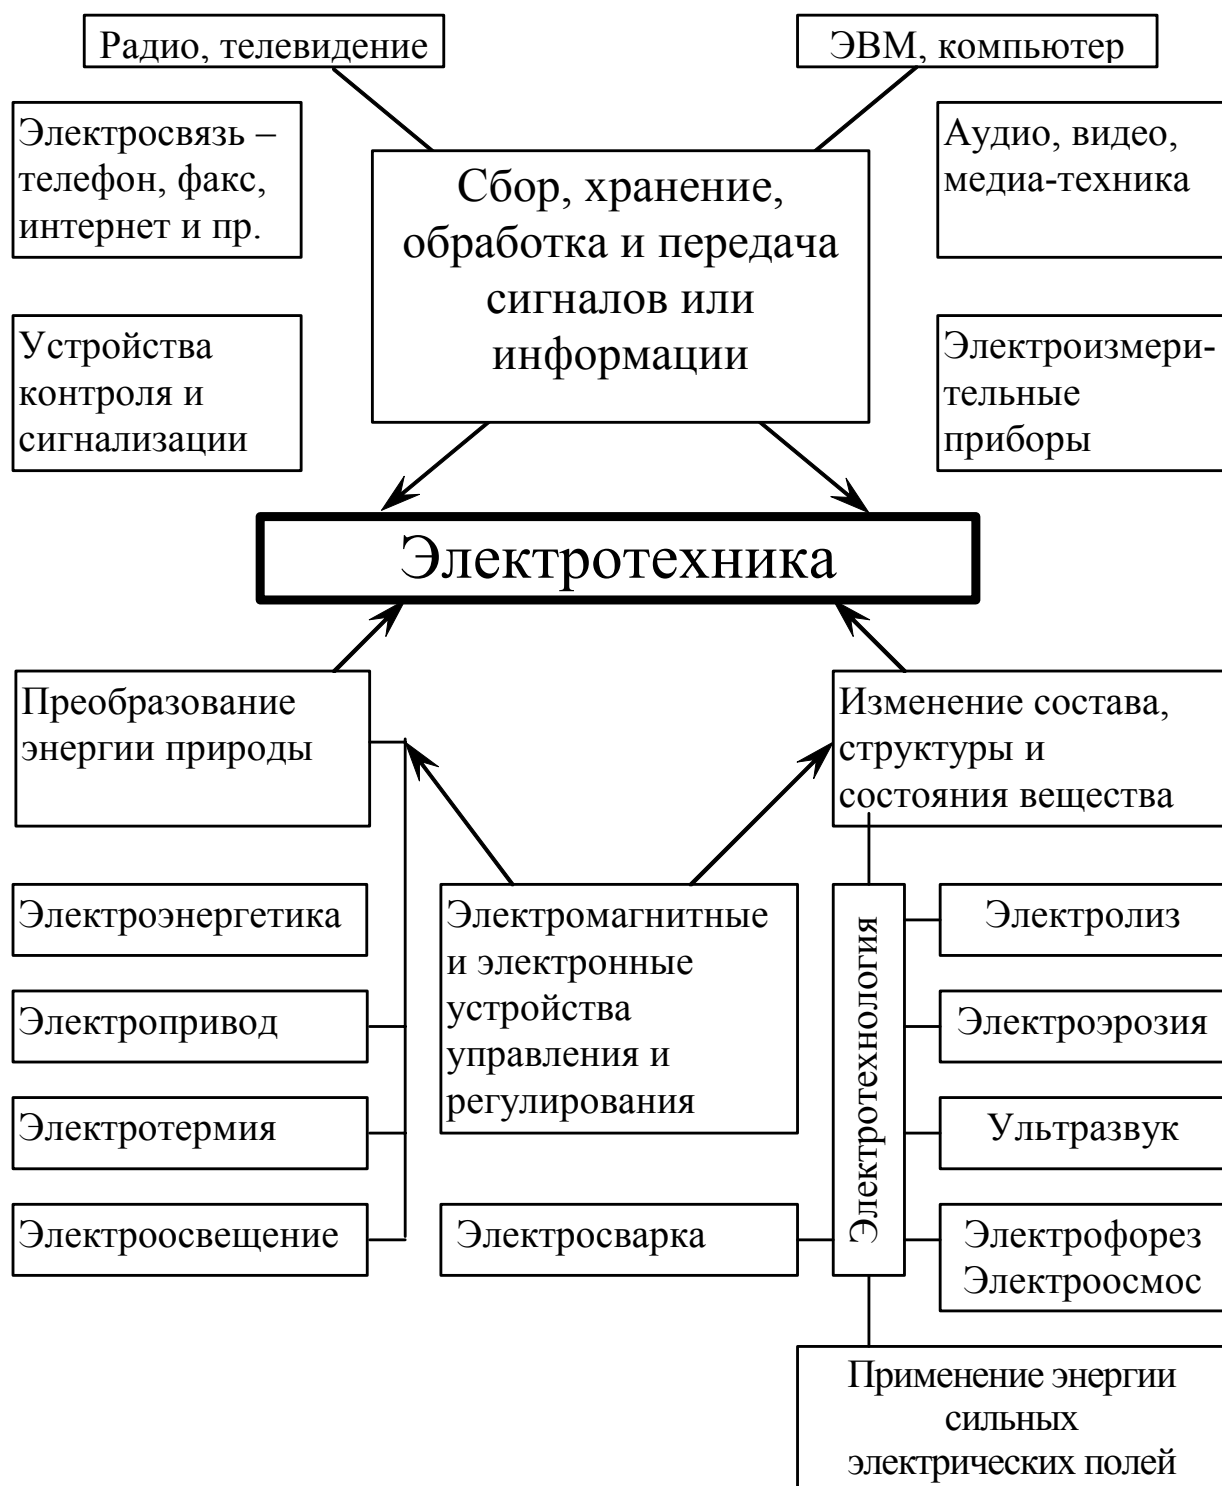 Радио, телевидение
ЭВМ, компьютер
Электросвязь –
телефон, факс,
интернет и пр.
Сбор, хранение,
обработка и передача
сигналов или
информации
Аудио, видео,
медиа-техника
Устройства
контроля и
сигнализации
Электроизмери-
тельные
приборы
Электротехника
Преобразование
энергии природы
Изменение состава,
структуры и
состояния вещества
Электроэнергетика
Электропривод
Электротермия
Электроосвещение
Электромагнитные
и электронные
устройства
управления и
регулирования
Электросварка
Электротехнология
Электролиз
Электроэрозия
Ультразвук
Электрофорез
Электроосмос
Применение энергии
сильных
электрических полей